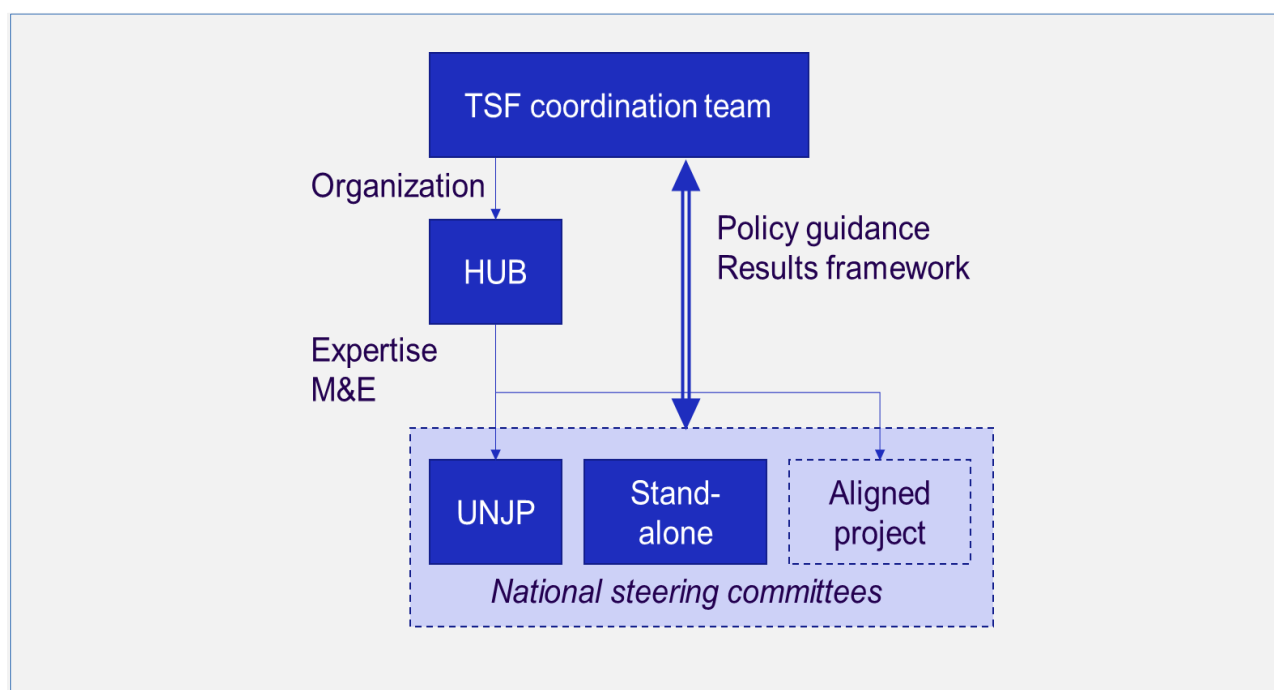 TSF coordination team
Organization
HUB
Policy guidance
Results framework
Expertise
M&E
UNJP
Stand-
alone
Aligned
project
National steering committees